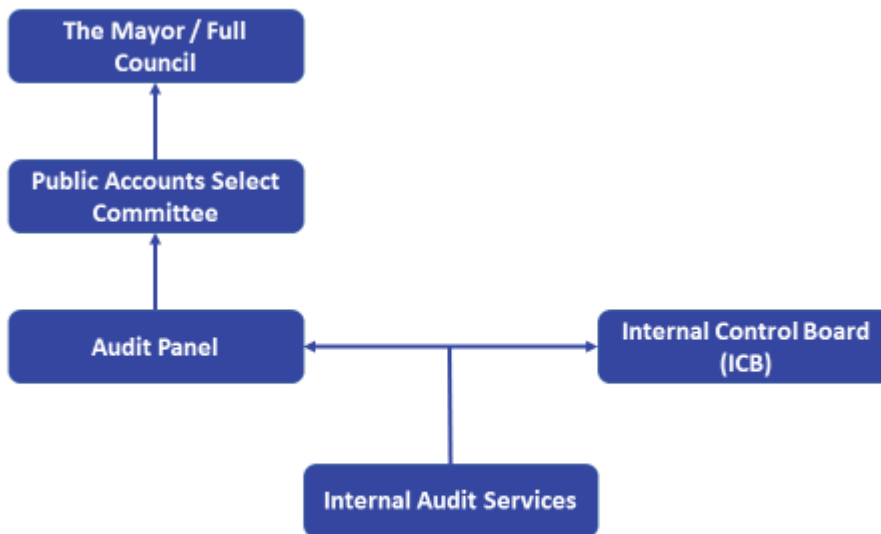 The Mayor / Full
Council
Public Accounts Select
Committee
Audit Panel
Internal Control Board
(ICB)
Internal Audit Services